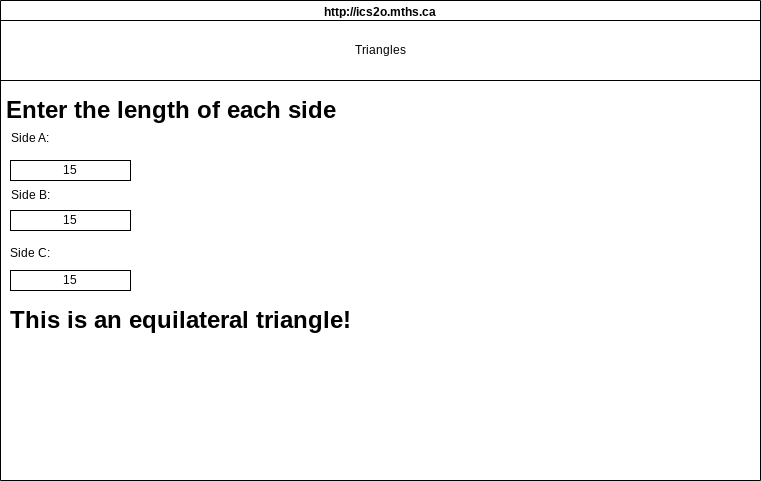 http://ics2o.mths.ca
Triangles
Enter the length of each side
Side A:
15
Side B:
15
Side C:
15
This is an equilateral triangle!